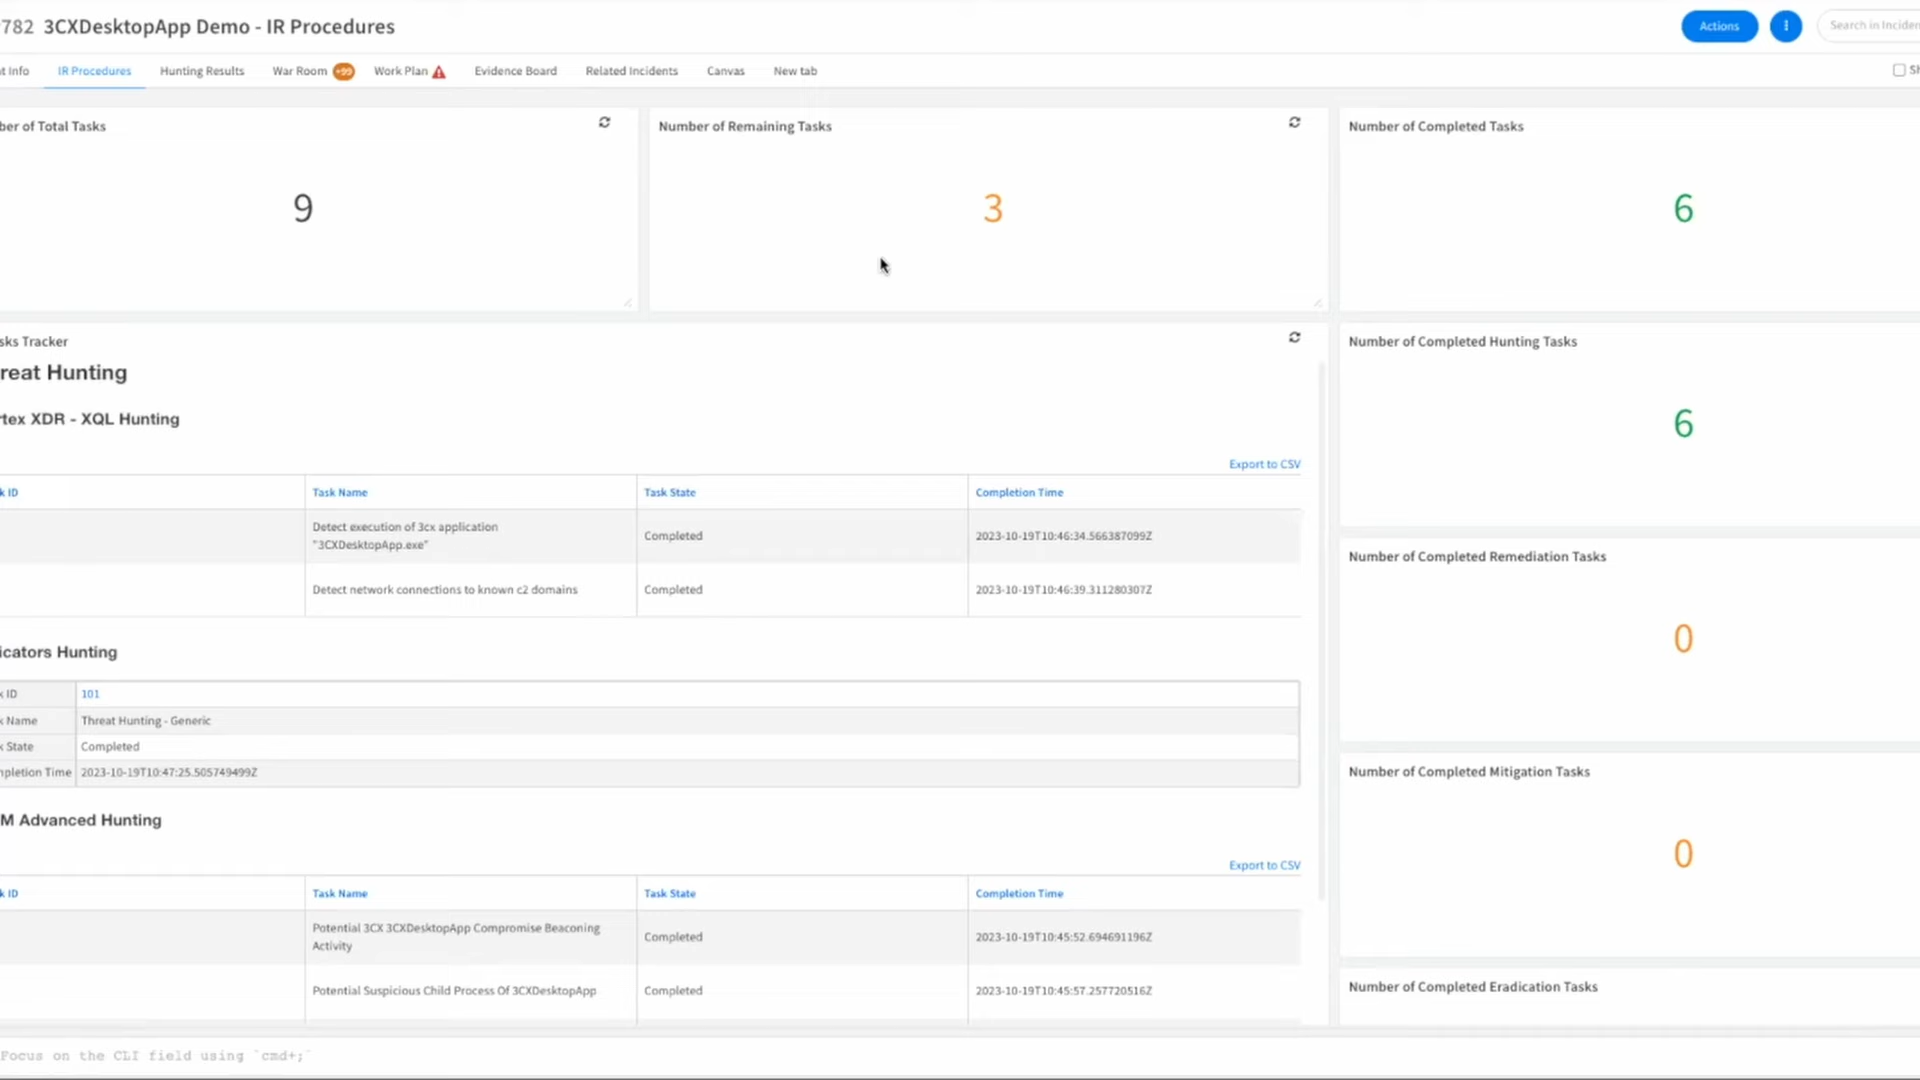 782 3CXDesktopApp Demo - IR Procedures
Actions
Search in Inciden
t Info
IR Procedures
Hunting Results
War Room +99
Work Plan
Evidence Board
Related Incidents
Canvas
New tab
Sh
ber of Total Tasks
9
Number of Remaining Tasks
3
Number of Completed Tasks
6
sks Tracker
reat Hunting
rtex XDR - XQL Hunting
Export to CSV
k ID Task Name Task State Completion Time
Detect execution of 3cx application
"3CXDesktopApp.exe"
Completed
2023-10-19T10:46:34.566387099Z
Detect network connections to known c2 domains
Completed
2023-10-19T10:46:39.311280307Z
icators Hunting
k ID 101
k Name Threat Hunting - Generic
k State Completed
mpletion Time 2023-10-19T10:47:25.505749499Z
M Advanced Hunting
Export to CSV
k ID Task Name Task State Completion Time
Potential 3CX 3CXDesktopApp Compromise Beaconing
Activity
Completed
2023-10-19T10:45:52.694691196Z
Potential Suspicious Child Process Of 3CXDesktopApp
Completed
2023-10-19T10:45:57.257720516Z
Number of Completed Hunting Tasks
6
Number of Completed Remediation Tasks
0
Number of Completed Mitigation Tasks
0
Number of Completed Eradication Tasks
Focus on the CLI field using `cmd+;`